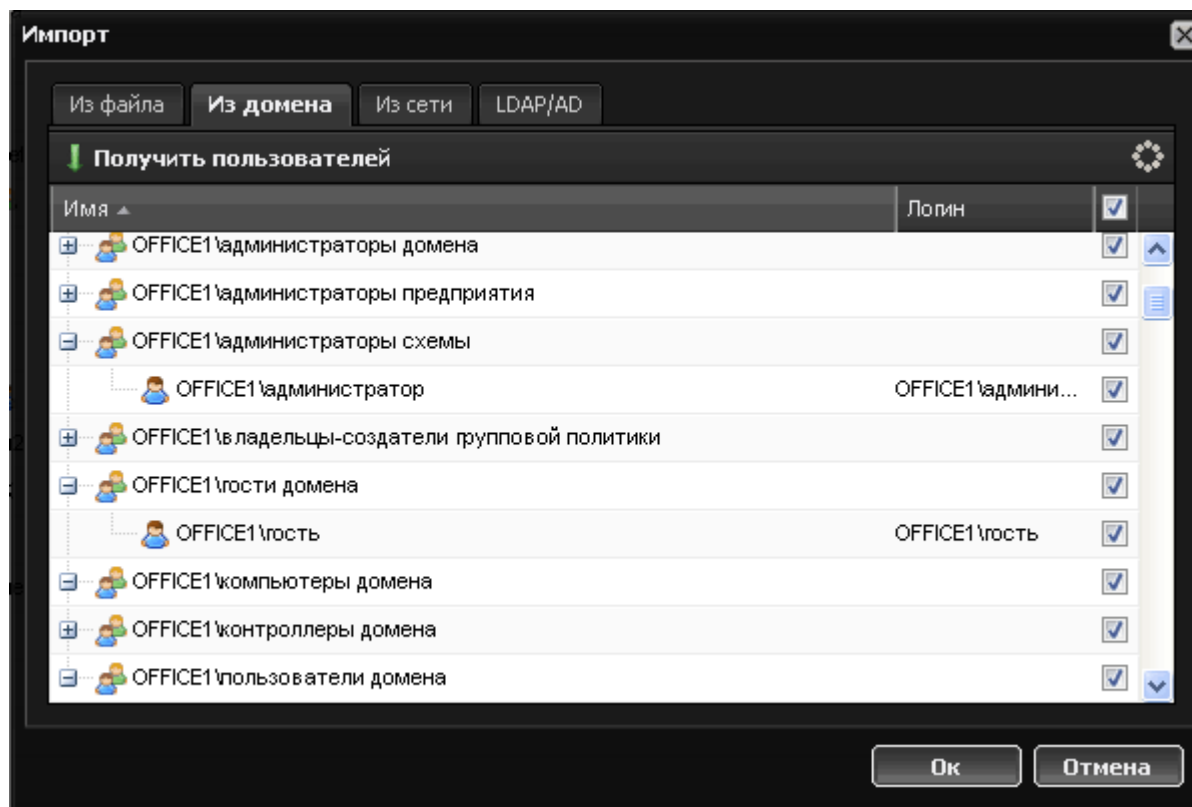 Импорт
Из файла Из домена Из сети LDAP/AD
Получить пользователей
Имя Логин
OFFICE1\администраторы домена
OFFICE1\администраторы предприятия
OFFICE1\администраторы схемы
OFFICE1\администратор OFFICE1\админи...
OFFICE1\владельцы-создатели групповой политики
OFFICE1\гости домена
OFFICE1\гость OFFICE1\гость
OFFICE1\компьютеры домена
OFFICE1\контроллеры домена
OFFICE1\пользователи домена
Ок Отмена